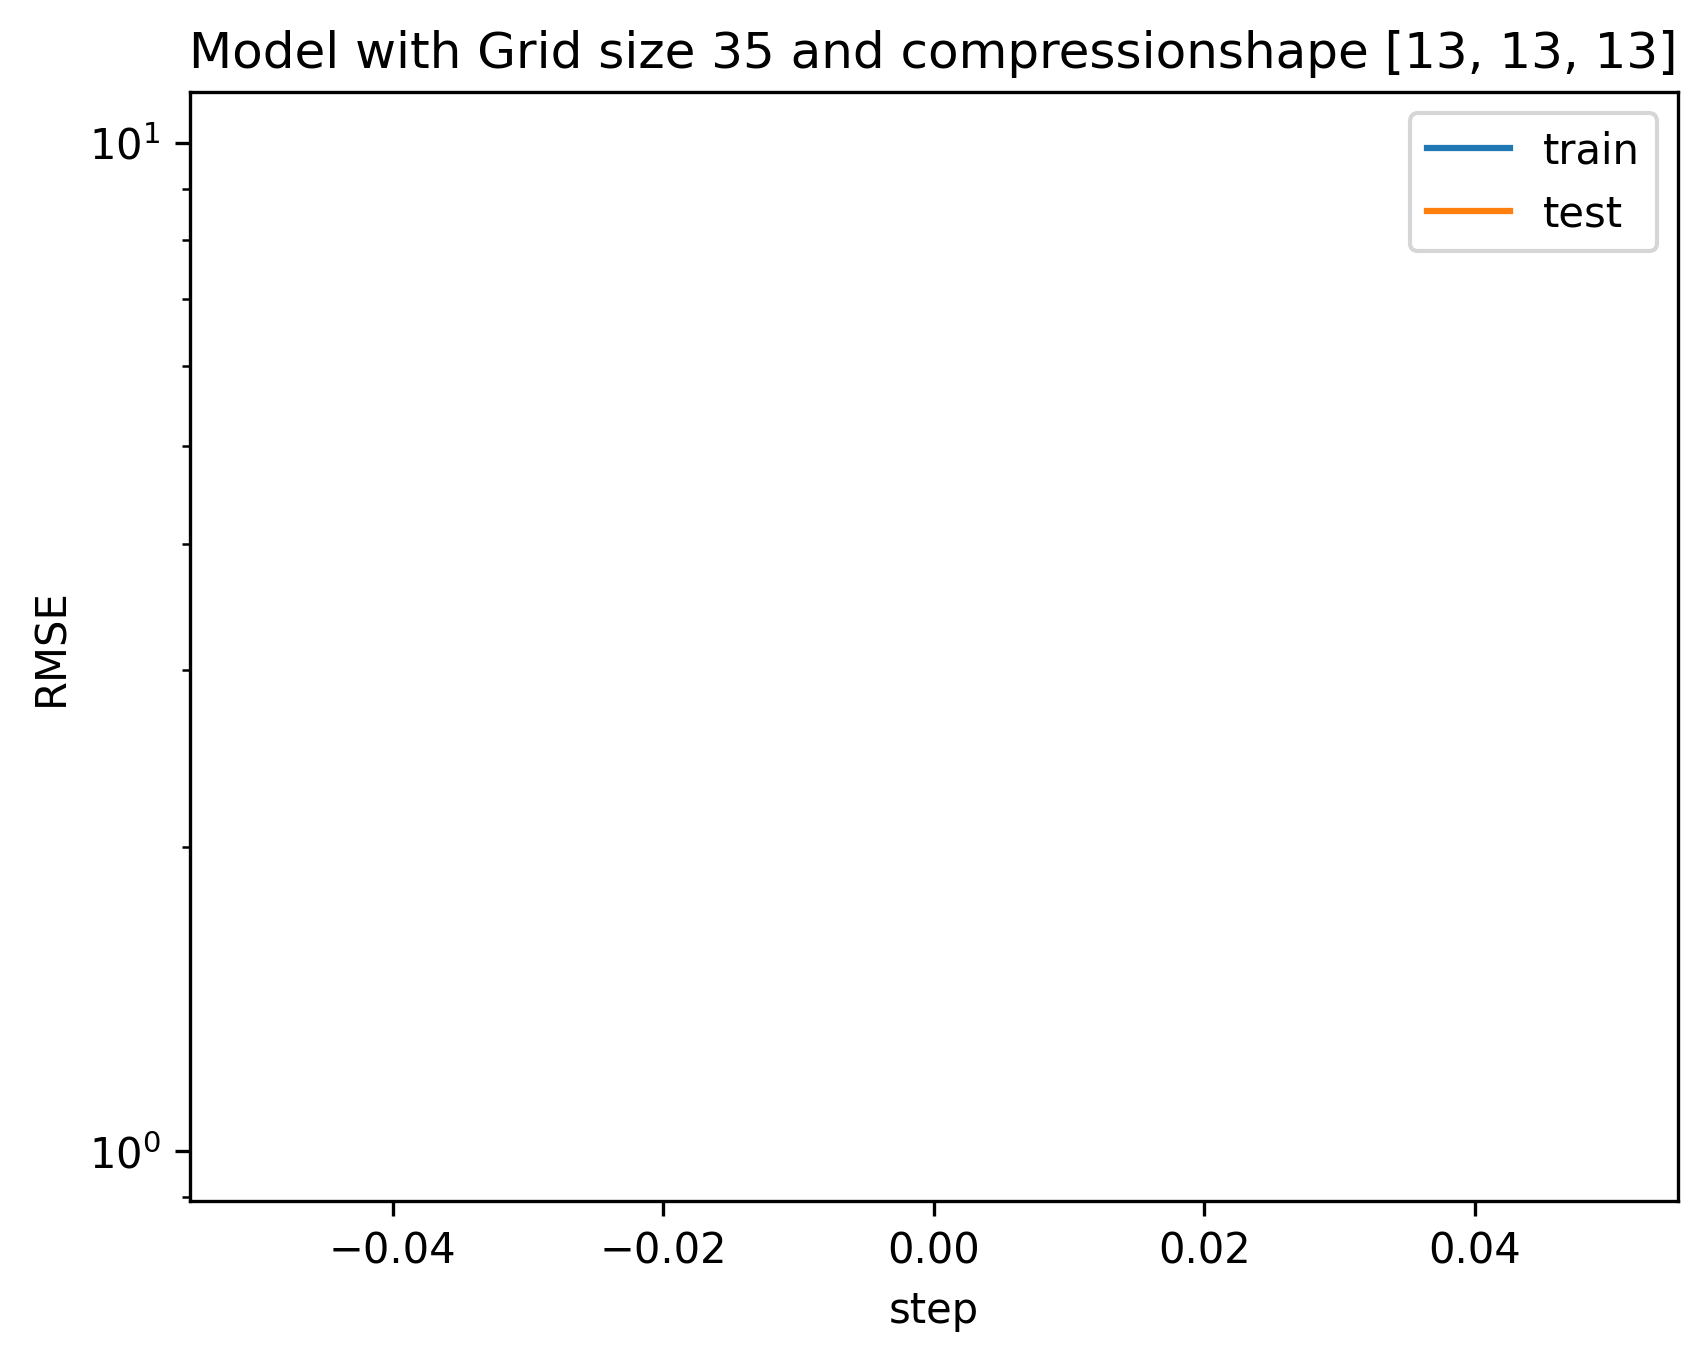 Model with Grid size 35 and compressionshape [13, 13, 13]
train
test
10¹
RMSE
10⁰
−0.04 −0.02 0.00 0.02 0.04
step